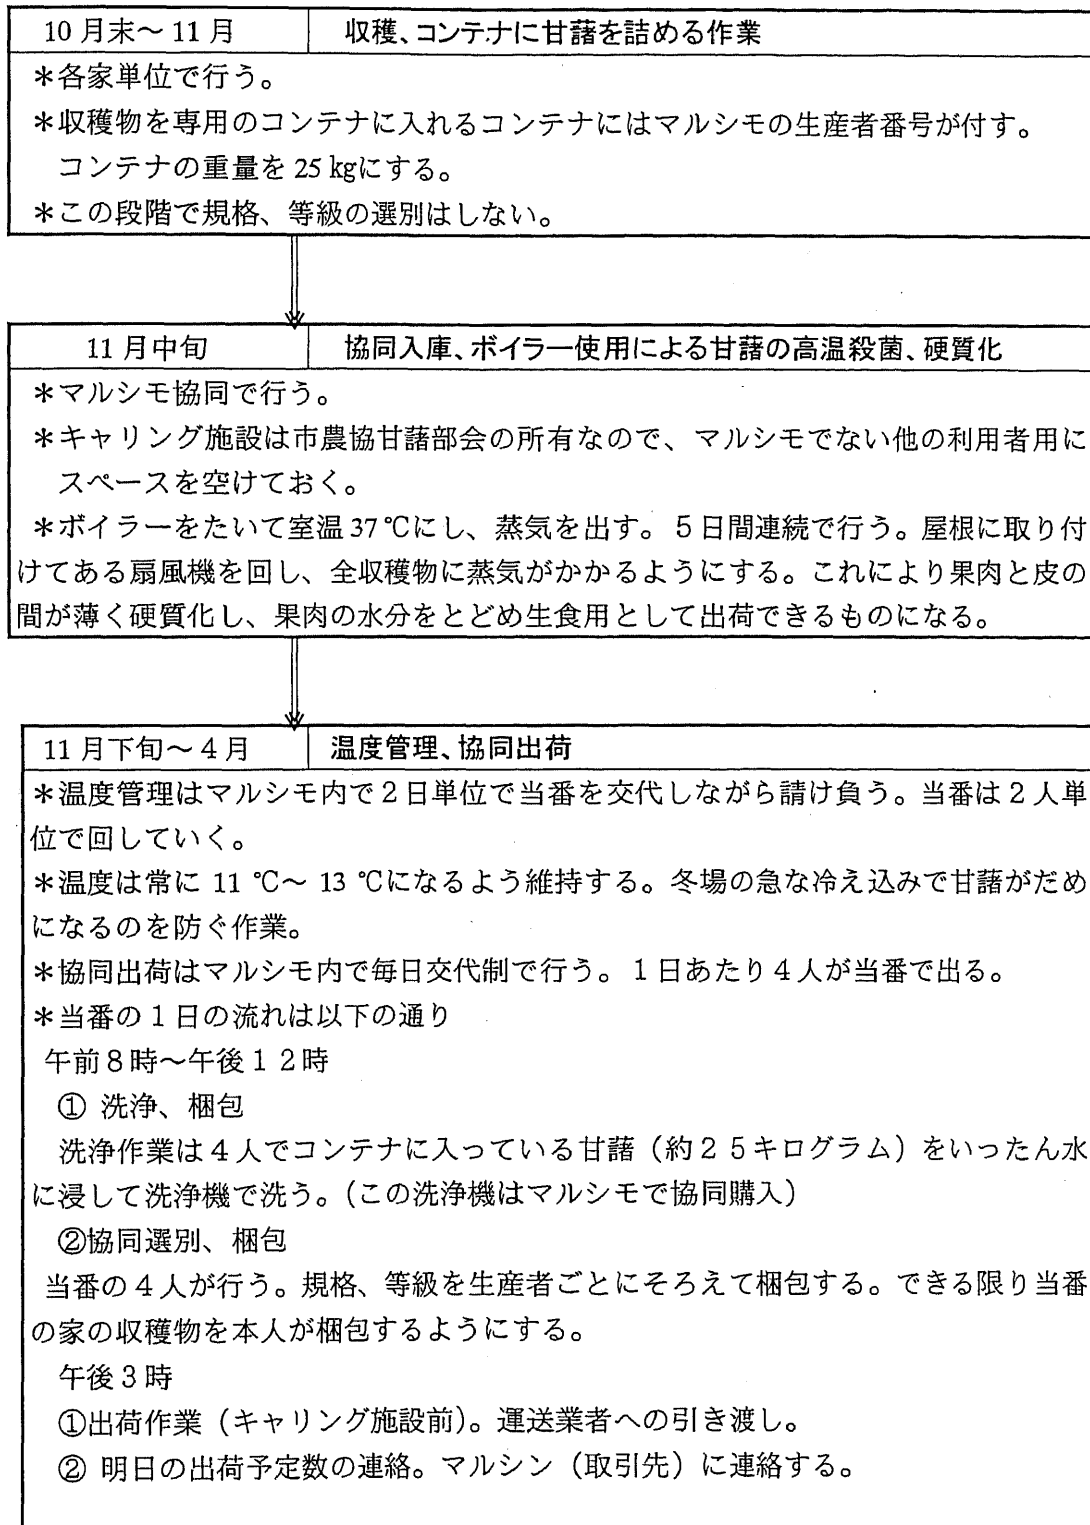 10月末～11月 収穫、コンテナに甘藷を詰める作業
＊各家単位で行う。
＊収穫物を専用のコンテナに入れるコンテナにはマルシモの生産者番号が付す。
コンテナの重量を25㎏にする。
＊この段階で規格、等級の選別はしない。
11月中旬 協同入庫、ボイラー使用による甘藷の高温殺菌、硬質化
＊マルシモ協同で行う。
＊キャリング施設は市農協甘藷部会の所有なので、マルシモでない他の利用者用に
スペースを空けておく。
＊ボイラーをたいて室温37℃にし、蒸気を出す。５日間連続で行う。屋根に取り付
けてある扇風機を回し、全収穫物に蒸気がかかるようにする。これにより果肉と皮の
間が薄く硬質化し、果肉の水分をとどめ生食用として出荷できるものになる。
11月下旬～４月 温度管理、協同出荷
＊温度管理はマルシモ内で２日単位で当番を交代しながら請け負う。当番は２人単
位で回していく。
＊温度は常に 11 ℃～ 13 ℃になるよう維持する。冬場の急な冷え込みで甘藷がだめ
になるのを防ぐ作業。
＊協同出荷はマルシモ内で毎日交代制で行う。１日あたり４人が当番で出る。
＊当番の１日の流れは以下の通り
午前８時～午後１２時
① 洗浄、梱包
洗浄作業は４人でコンテナに入っている甘藷（約２５キログラム）をいったん水
に浸して洗浄機で洗う。（この洗浄機はマルシモで協同購入）
②協同選別、梱包
当番の４人が行う。規格、等級を生産者ごとにそろえて梱包する。できる限り当番
の家の収穫物を本人が梱包するようにする。
午後３時
①出荷作業（キャリング施設前）。運送業者への引き渡し。
② 明日の出荷予定数の連絡。マルシン（取引先）に連絡する。